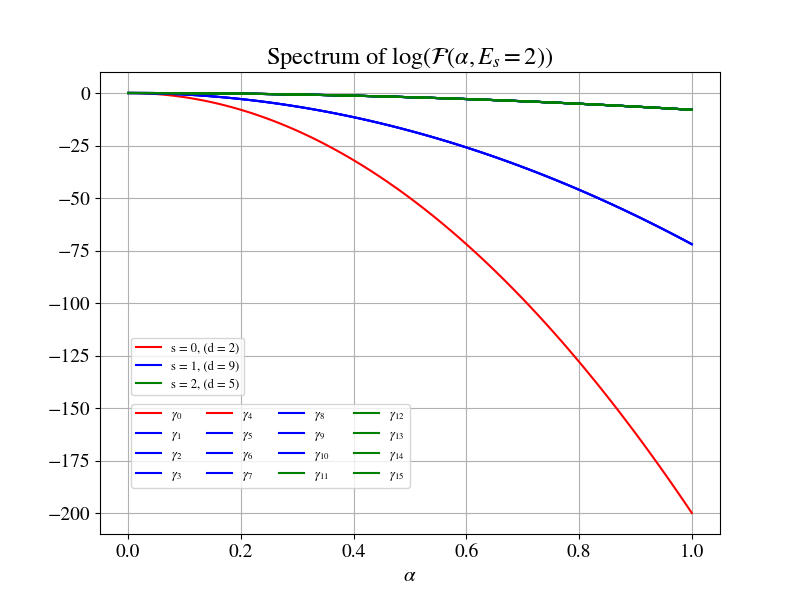 Spectrum of log(ℱ(α, E_s = 2))
0
−25
−50
−75
−100
−125
−150
−175
−200
s = 0, (d = 2)
s = 1, (d = 9)
s = 2, (d = 5)
γ₀ γ₄ γ₈ γ₁₂
γ₁ γ₅ γ₉ γ₁₃
γ₂ γ₆ γ₁₀ γ₁₄
γ₃ γ₇ γ₁₁ γ₁₅
0.0 0.2 0.4 0.6 0.8 1.0
α